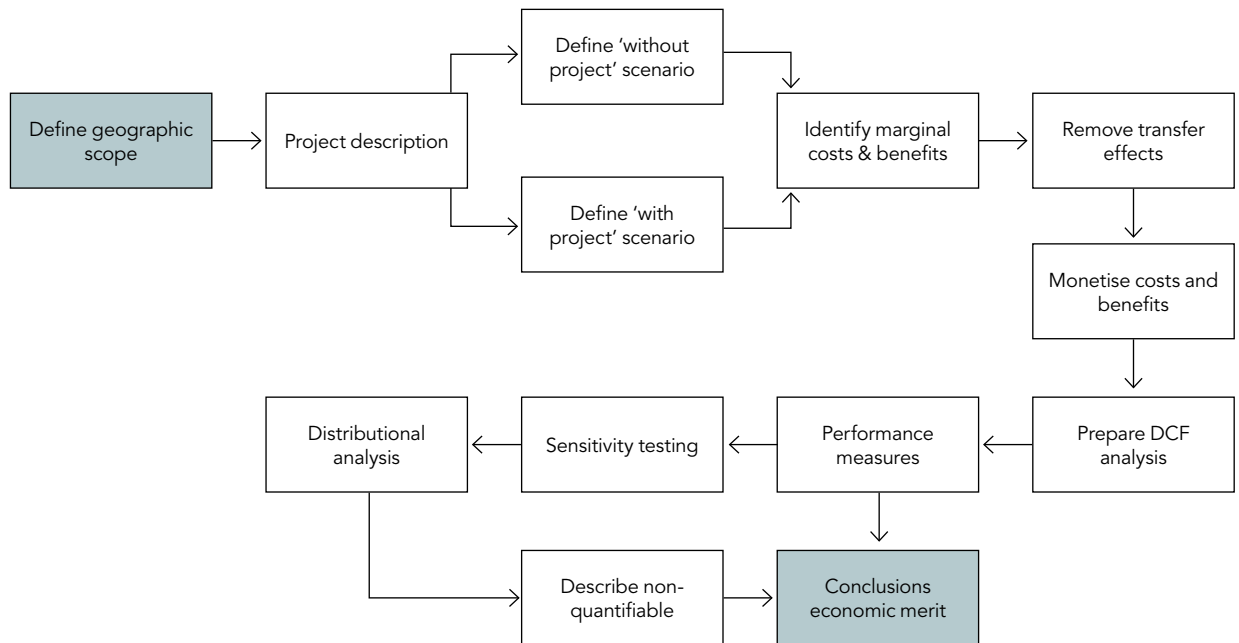 Define geographic
scope
Project description
Define ‘without
project’ scenario
Define ‘with
project’ scenario
Identify marginal
costs & benefits
Remove transfer
effects
Monetise costs and
benefits
Prepare DCF
analysis
Performance
measures
Sensitivity testing
Distributional
analysis
Describe non-
quantifiable
Conclusions
economic merit